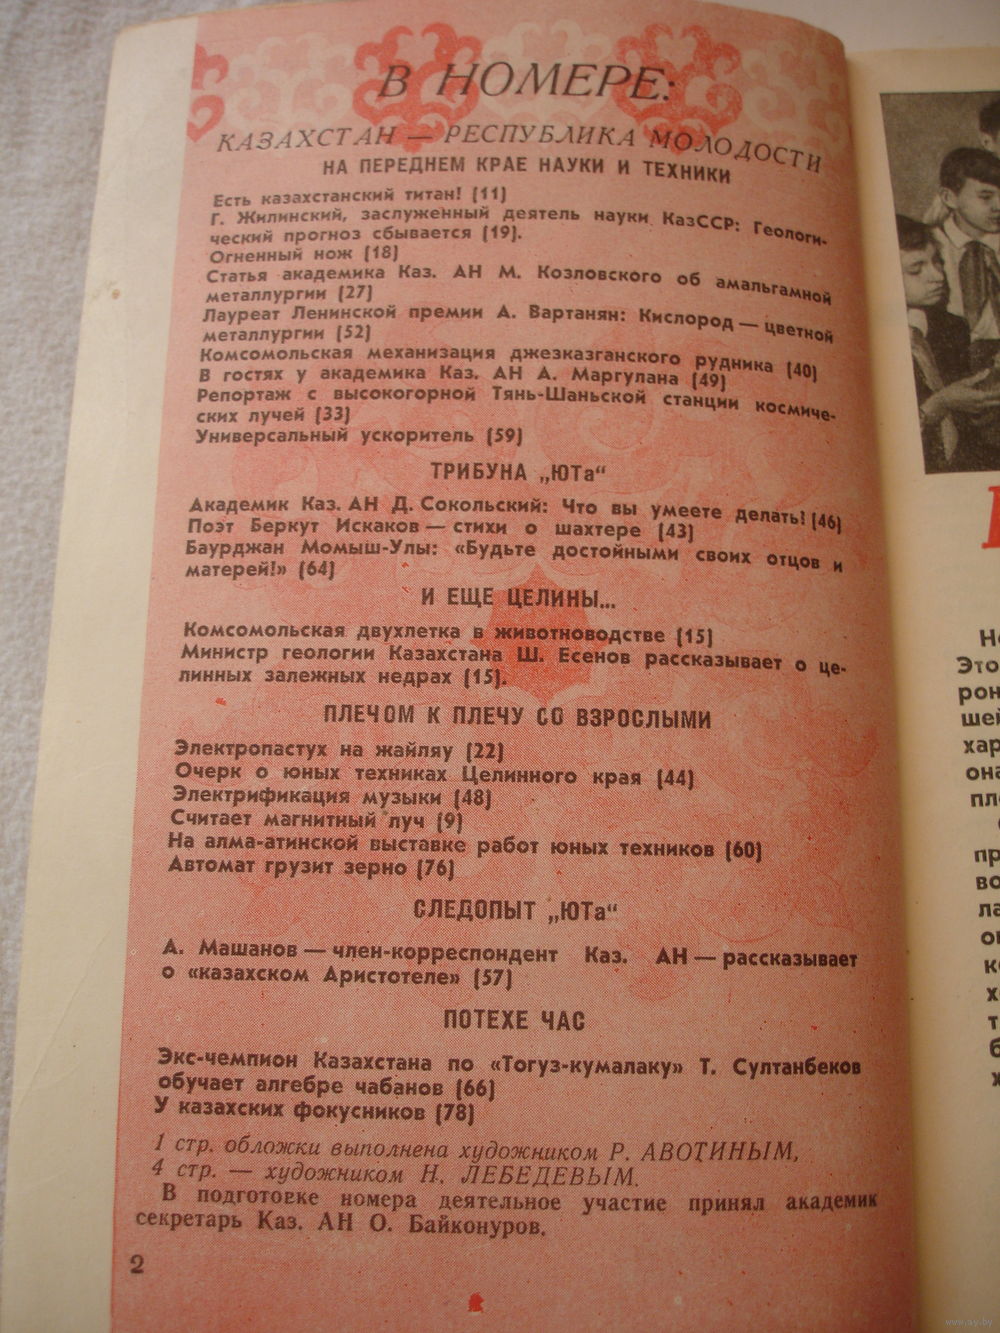 В НОМЕРЕ:
КАЗАХСТАН — РЕСПУБЛИКА МОЛОДОСТИ
НА ПЕРЕДНЕМ КРАЕ НАУКИ И ТЕХНИКИ
Есть казахстанский титан! (11)
Г. Жилинский, заслуженный деятель науки КазССР: Геологи-
ческий прогноз сбывается (19).
Огненный нож (18)
Статья академика Каз. АН М. Козловского об амальгамной
металлургии (27)
Лауреат Ленинской премии А. Вартанян: Кислород — цветной
металлургии (52)
Комсомольская механизация джезказганского рудника (40)
В гостях у академика Каз. АН А. Маргулана (49)
Репортаж с высокогорной Тянь-Шаньской станции космиче-
ских лучей (33)
Универсальный ускоритель (59)
ТРИБУНА „ЮТа“
Академик Каз. АН Д. Сокольский: Что вы умеете делать! (46)
Поэт Беркут Искаков — стихи о шахтере (43)
Баурджан Момыш-Улы: «Будьте достойными своих отцов и
матерей!» (64)
И ЕЩЕ ЦЕЛИНЫ...
Комсомольская двухлетка в животноводстве (15)
Министр геологии Казахстана Ш. Есенов рассказывает о це-
линных залежных недрах (15).
ПЛЕЧОМ К ПЛЕЧУ СО ВЗРОСЛЫМИ
Электропастух на жайляу (22)
Очерк о юных техниках Целинного края (44)
Электрификация музыки (48)
Считает магнитный луч (9)
На алма-атинской выставке работ юных техников (60)
Автомат грузит зерно (76)
СЛЕДОПЫТ „ЮТа“
А. Машанов — член-корреспондент Каз. АН — рассказывает
о «казахском Аристотеле» (57)
ПОТЕХЕ ЧАС
Экс-чемпион Казахстана по «Тогуз-кумалаку» Т. Султанбеков
обучает алгебре чабанов (66)
У казахских фокусников (78)
1 стр. обложки выполнена художником Р. АВОТИНЫМ,
4 стр. — художником Н. ЛЕБЕДЕВЫМ.
В подготовке номера деятельное участие принял академик
секретарь Каз. АН О. Байконуров.
2
Это
www.ay.by